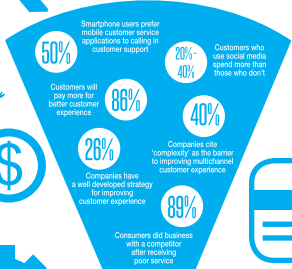 Smartphone users prefer
mobile customer service
applications to calling in
customer support
50%
20% -
40%
Customers who
use social media
spend more than
those who don't
Customers will
pay more for
better customer
experience
86%
40%
Companies cite
'complexity' as the barrier
to improving multichannel
customer experience
26%
Companies have
a well developed strategy
for improving
customer experience
89%
Consumers did business
with a competitor
after receiving
poor service
$